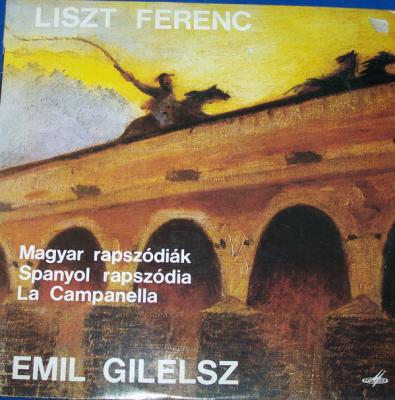 LISZT FERENC
Magyar rapszódiák
Spanyol rapszódia
La Campanella
EMIL GILELSZ